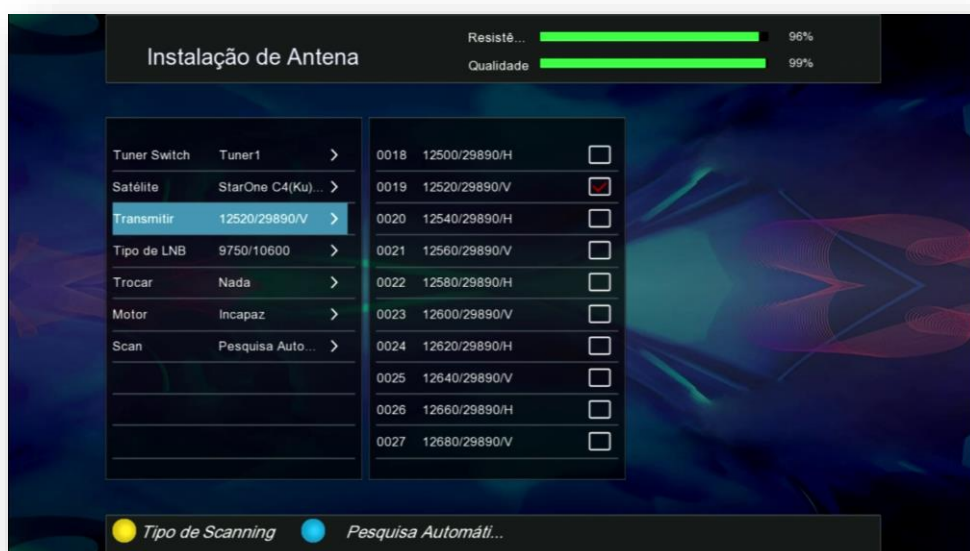 Instalação de Antena
Resistê... 96%
Qualidade 99%
Tuner Switch Tuner1 >
Satélite StarOne C4(Ku)... >
Transmitir 12520/29890/V >
Tipo de LNB 9750/10600 >
Trocar Nada >
Motor Incapaz >
Scan Pesquisa Auto... >
0018 12500/29890/H
0019 12520/29890/V
0020 12540/29890/H
0021 12560/29890/V
0022 12580/29890/H
0023 12600/29890/V
0024 12620/29890/H
0025 12640/29890/V
0026 12660/29890/H
0027 12680/29890/V
Tipo de Scanning Pesquisa Automáti...